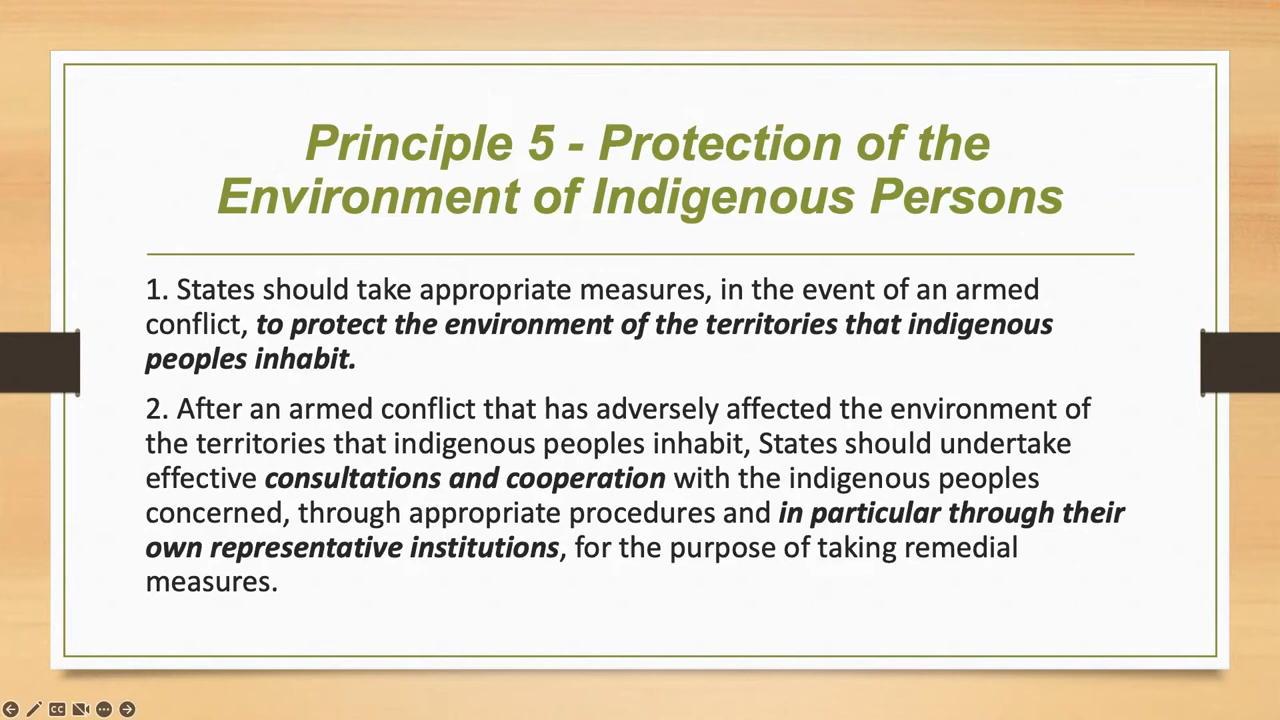 Principle 5 - Protection of the
Environment of Indigenous Persons
1. States should take appropriate measures, in the event of an armed
conflict, to protect the environment of the territories that indigenous
peoples inhabit.
2. After an armed conflict that has adversely affected the environment of
the territories that indigenous peoples inhabit, States should undertake
effective consultations and cooperation with the indigenous peoples
concerned, through appropriate procedures and in particular through their
own representative institutions, for the purpose of taking remedial
measures.
CC